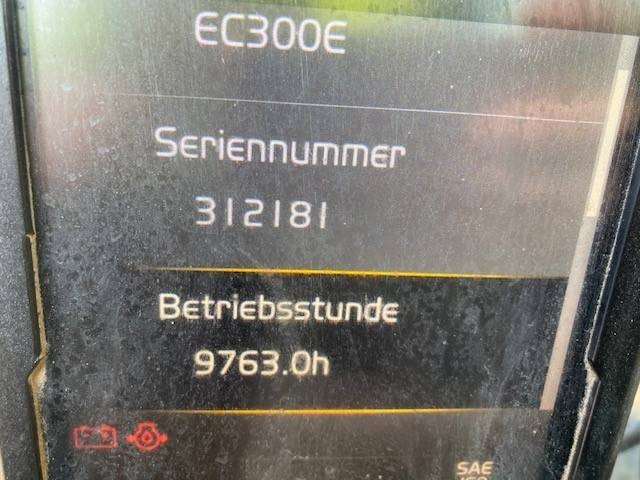 EC300E
Seriennummer
312181
Betriebsstunde
9763.0h
SAE